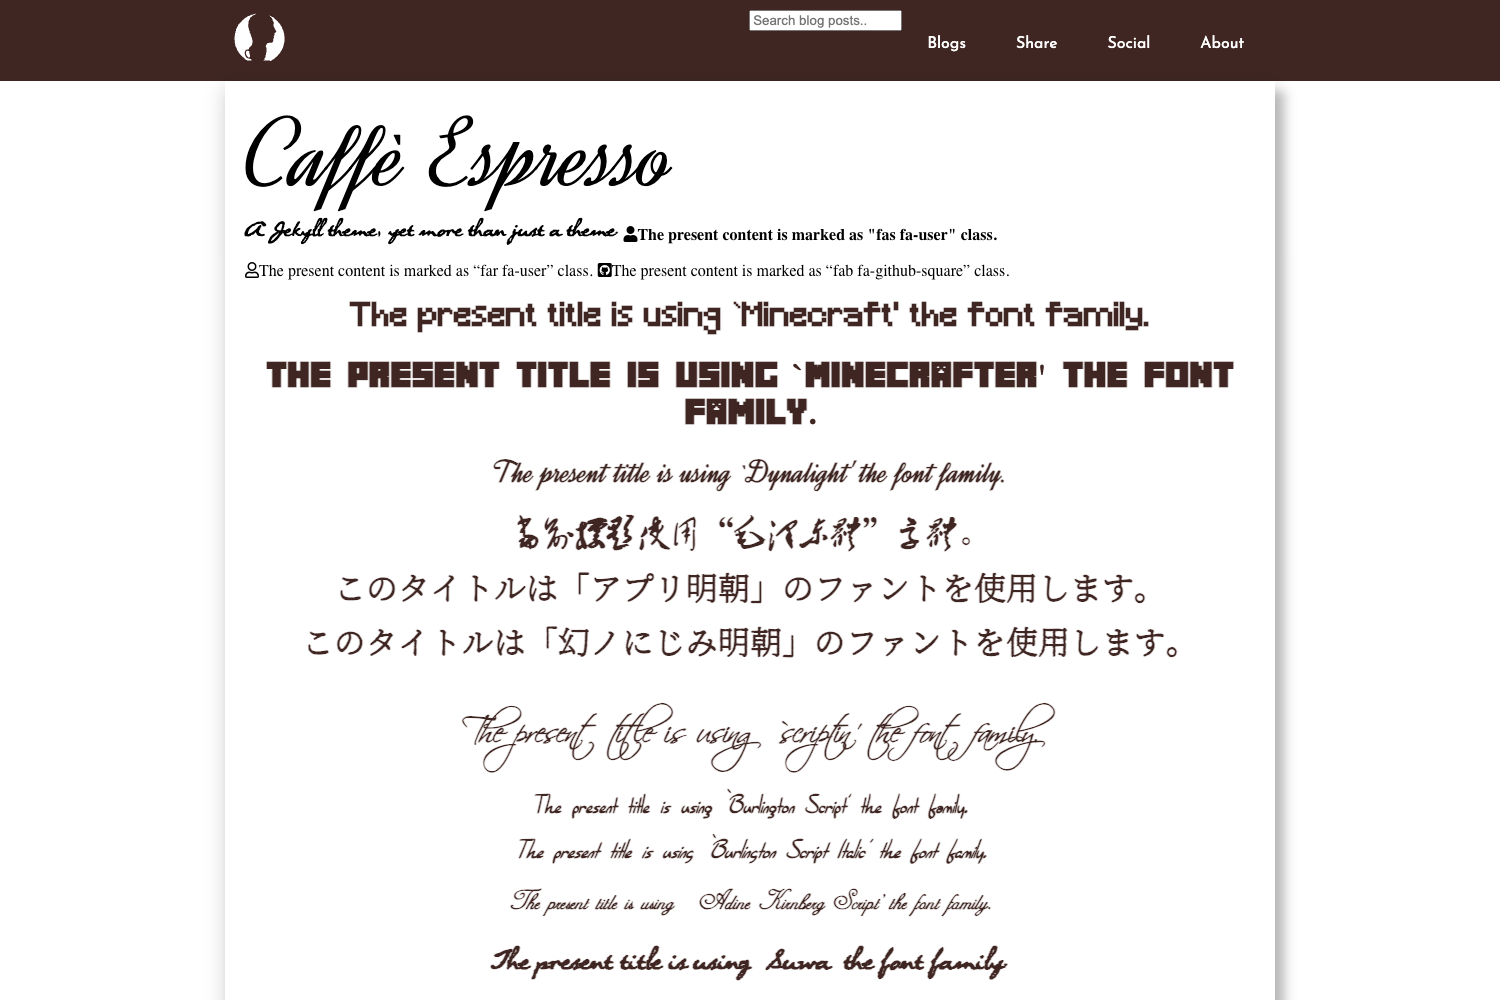 Search blog posts..
Blogs Share Social About
Caffè Espresso
A Jekyll theme, yet more than just a theme The present content is marked as "fas fa-user" class.
The present content is marked as “far fa-user” class. The present content is marked as “fab fa-github-square” class.
The present title is using `Minecraft' the font family.
THE PRESENT TITLE IS USING `MINECRAFTER' THE FONT
FAMILY.
The present title is using `Dynalight' the font family.
當前標題使用“毛澤東體”字體。
このタイトルは「アプリ明朝」のファントを使用します。
このタイトルは「幻ノにじみ明朝」のファントを使用します。
The present title is using `scriptin' the font family.
The present title is using `Burlington Script' the font family.
The present title is using `Burlington Script Italic' the font family.
The present title is using Adine Kirnberg Script' the font family.
The present title is using Suwa the font family